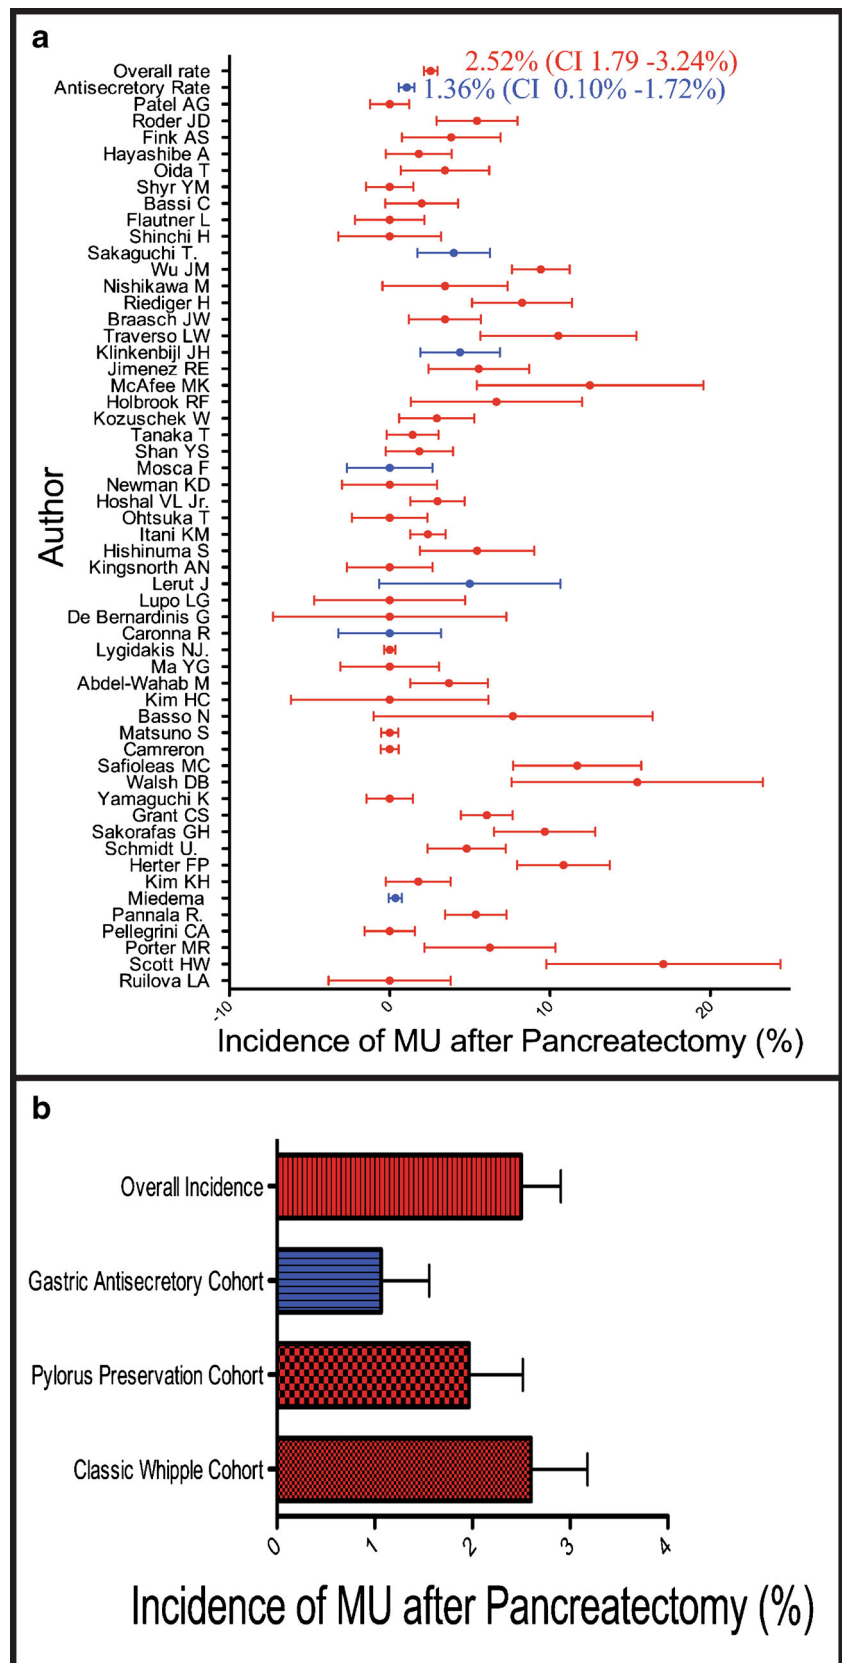 a
2.52% (CI 1.79 -3.24%)
1.36% (CI 0.10% -1.72%)
Overall rate
Antisecretory Rate
Patel AG
Roder JD
Fink AS
Hayashibe A
Oida T
Shyr YM
Bassi C
Flautner L
Shinchi H
Sakaguchi T.
Wu JM
Nishikawa M
Riediger H
Braasch JW
Traverso LW
Klinkenbijl JH
Jimenez RE
McAfee MK
Holbrook RF
Kozuschek W
Tanaka T
Shan YS
Mosca F
Newman KD
Hoshal VL Jr.
Ohtsuka T
Itani KM
Hishinuma S
Kingsnorth AN
Lerut J
Lupo LG
De Bernardinis G
Caronna R
Lygidakis NJ.
Ma YG
Abdel-Wahab M
Kim HC
Basso N
Matsuno S
Camreron
Safioleas MC
Walsh DB
Yamaguchi K
Grant CS
Sakorafas GH
Schmidt U.
Herter FP
Kim KH
Miedema
Pannala R.
Pellegrini CA
Porter MR
Scott HW
Ruilova LA
Author
-10 0 10 20
Incidence of MU after Pancreatectomy (%)
b
Overall Incidence
Gastric Antisecretory Cohort
Pylorus Preservation Cohort
Classic Whipple Cohort
0 1 2 3 4
Incidence of MU after Pancreatectomy (%)